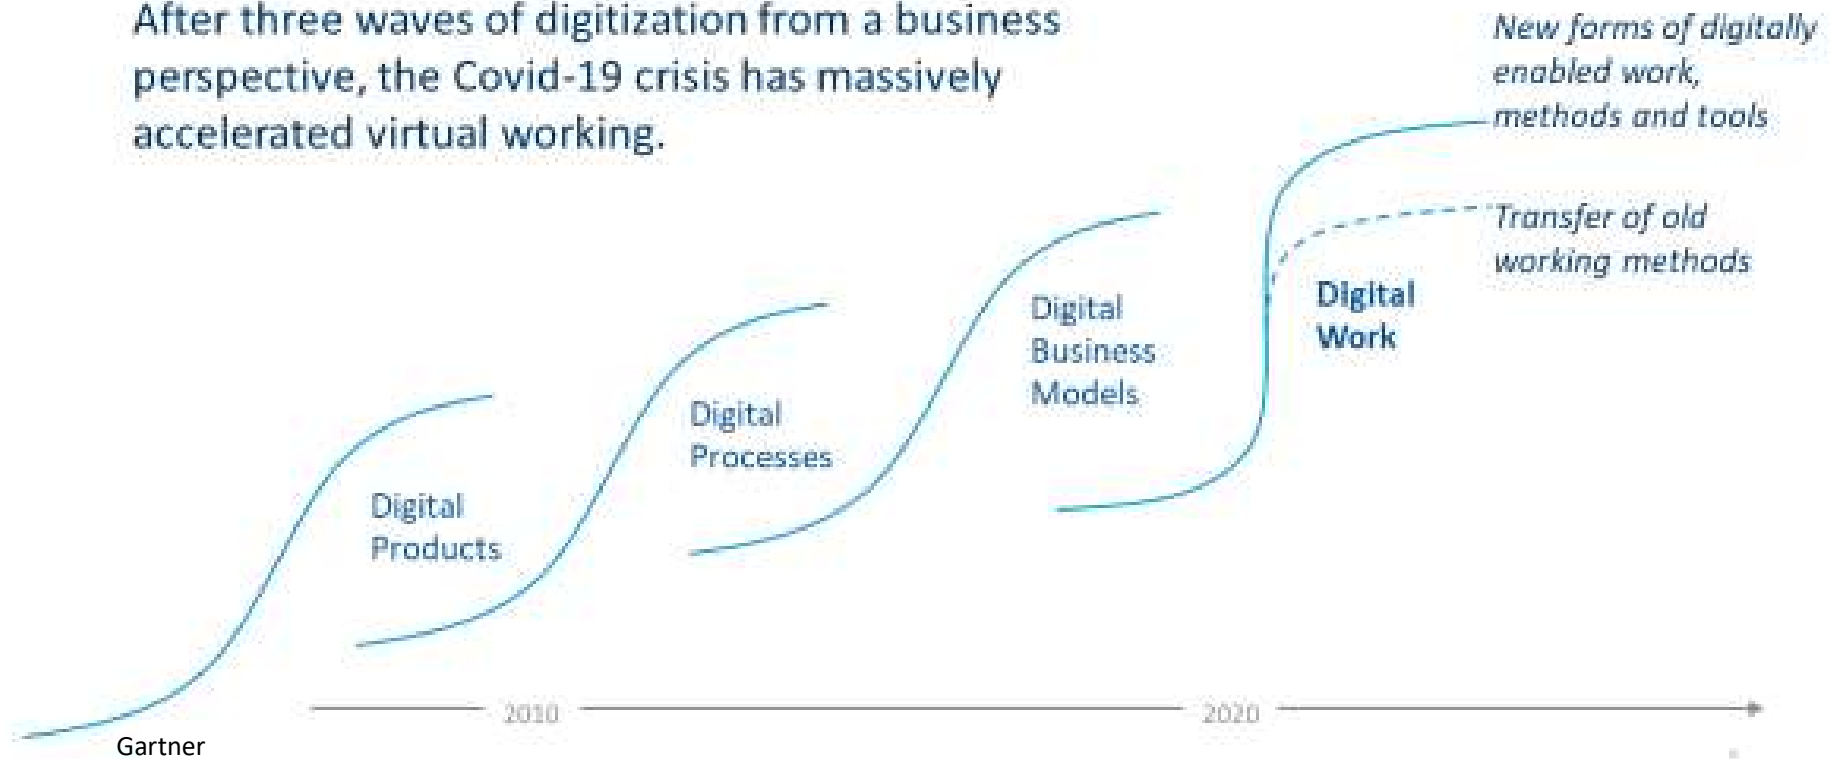 After three waves of digitization from a business
perspective, the Covid-19 crisis has massively
accelerated virtual working.
New forms of digitally
enabled work,
methods and tools
Transfer of old
working methods
Digital
Work
Digital
Business
Models
Digital
Processes
Digital
Products
2010
2020
Gartner